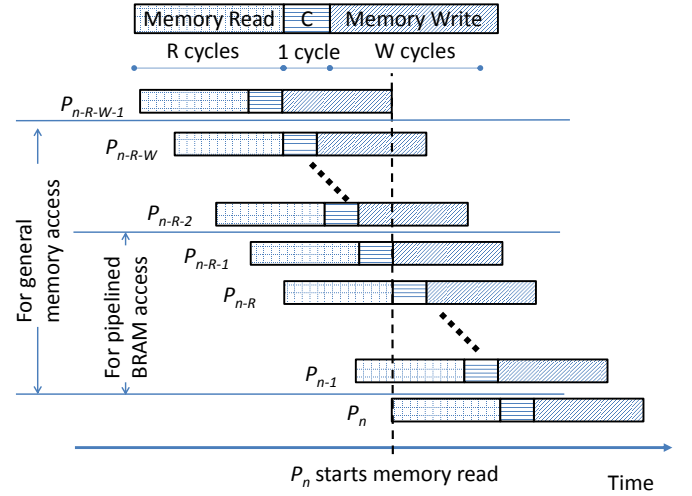 Memory Read C Memory Write
R cycles 1 cycle W cycles
P_{n-R-W-1}
P_{n-R-W}
P_{n-R-2}
P_{n-R-1}
P_{n-R}
P_{n-1}
P_n
For general
memory access
For pipelined
BRAM access
P_n starts memory read
Time